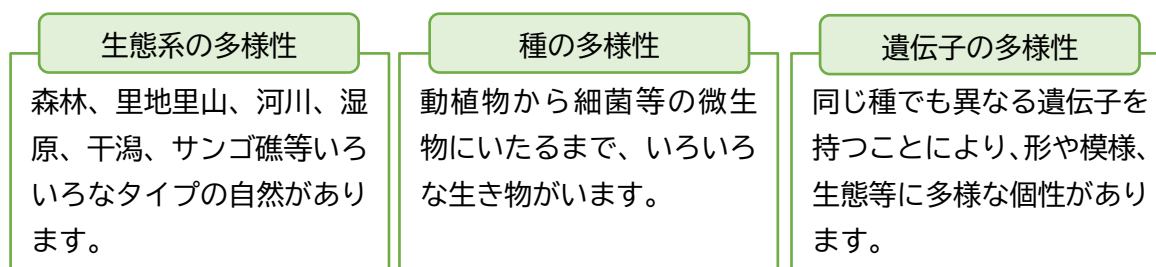 生態系の多様性
森林、里地里山、河川、湿
原、干潟、サンゴ礁等いろ
いろなタイプの自然があり
ます。
種の多様性
動植物から細菌等の微生
物にいたるまで、いろいろ
な生き物がいます。
遺伝子の多様性
同じ種でも異なる遺伝子を
持つことにより、形や模様、
生態等に多様な個性があり
ます。